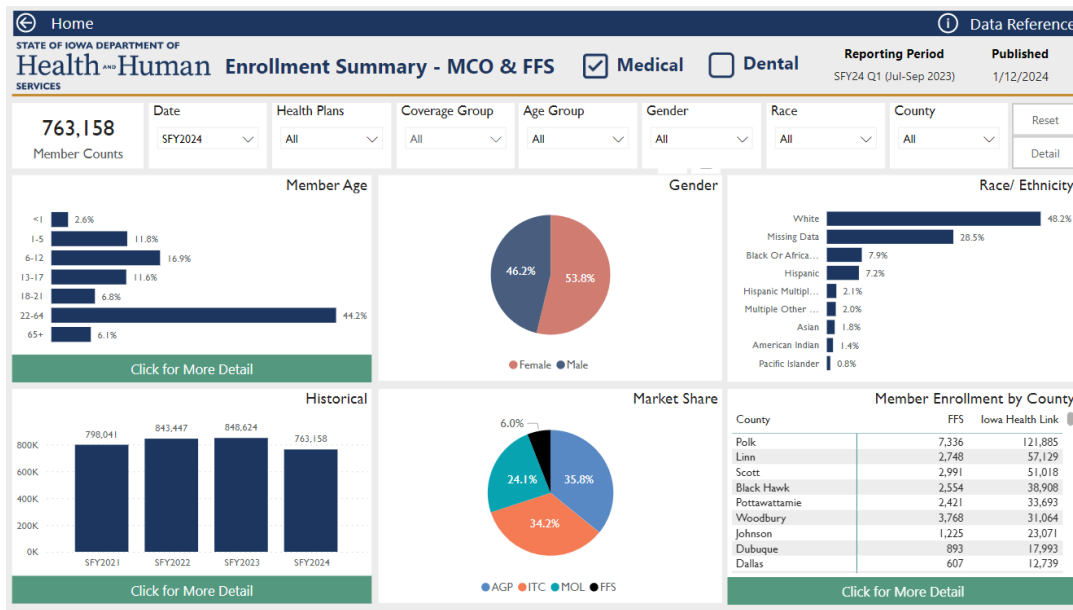 Home
Data Reference
STATE OF IOWA DEPARTMENT OF
Health AND Human
SERVICES
Enrollment Summary - MCO & FFS
Medical
Dental
Reporting Period
SFY24 Q1 (Jul-Sep 2023)
Published
1/12/2024
763,158
Member Counts
Date
SFY2024
Health Plans
All
Coverage Group
All
Age Group
All
Gender
All
Race
All
County
All
Reset
Detail
Member Age
<1 2.6%
1-5 11.8%
6-12 16.9%
13-17 11.6%
18-21 6.8%
22-64 44.2%
65+ 6.1%
Click for More Detail
Gender
46.2%
53.8%
Female Male
Race/ Ethnicity
White 48.2%
Missing Data 28.5%
Black Or Africa... 7.9%
Hispanic 7.2%
Hispanic Multipl... 2.1%
Multiple Other ... 2.0%
Asian 1.8%
American Indian 1.4%
Pacific Islander 0.8%
Historical
798,041
843,447
848,624
763,158
800K
600K
400K
200K
0K
SFY2021 SFY2022 SFY2023 SFY2024
Click for More Detail
Market Share
6.0%
24.1%
35.8%
34.2%
AGP ITC MOL FFS
Member Enrollment by County
County FFS Iowa Health Link
Polk 7,336 121,885
Linn 2,748 57,129
Scott 2,991 51,018
Black Hawk 2,554 38,908
Pottawattamie 2,421 33,693
Woodbury 3,768 31,064
Johnson 1,225 23,071
Dubuque 893 17,993
Dallas 607 12,739
Click for More Detail